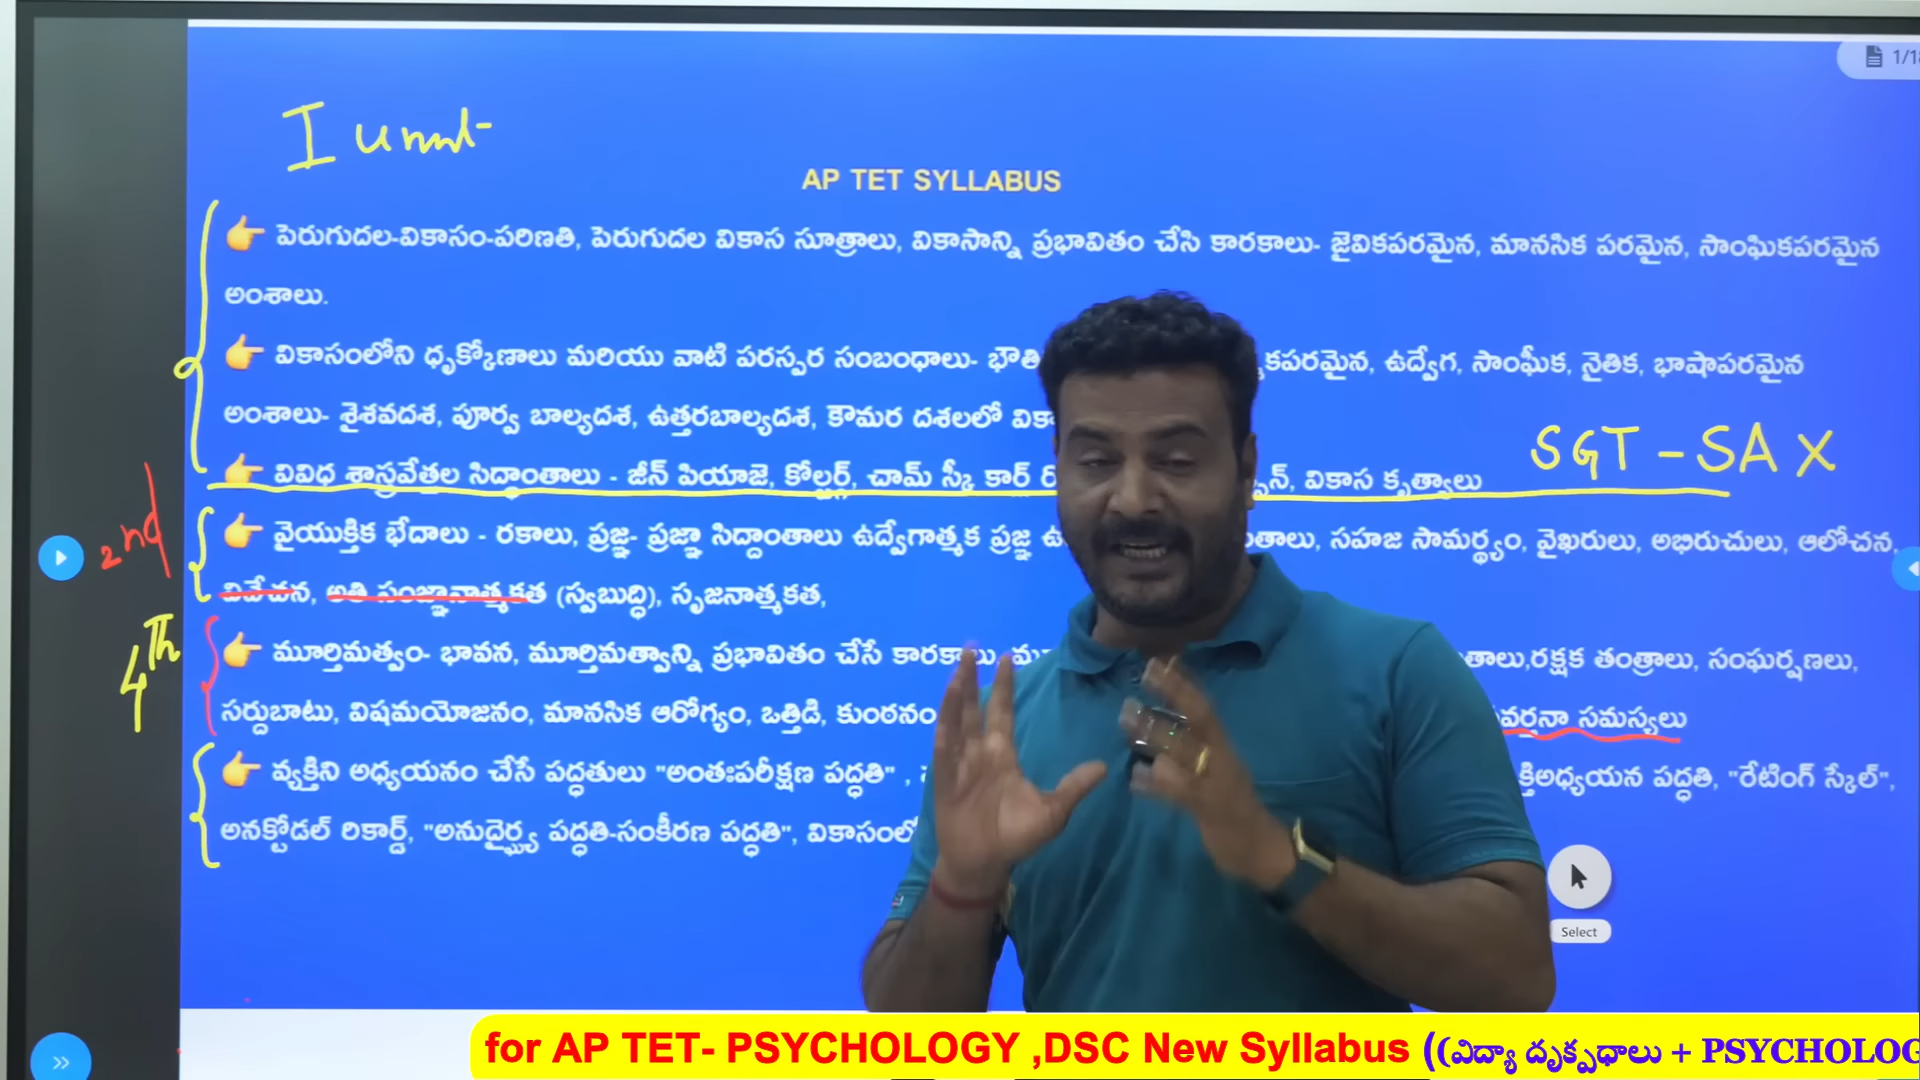 1/18
I unit
AP TET SYLLABUS
👉 పెరుగుదల-వికాసం-పరిణతి, పెరుగుదల వికాస సూత్రాలు, వికాసాన్ని ప్రభావితం చేసే కారకాలు- జైవికపరమైన, మానసిక పరమైన, సాంఘికపరమైన
అంశాలు.
👉 వికాసంలోని ధృక్కోణాలు మరియు వాటి పరస్పర సంబంధాలు- భౌతి కపరమైన, ఉద్వేగ, సాంఘీక, నైతిక, భాషాపరమైన
అంశాలు- శైశవదశ, పూర్వ బాల్యదశ, ఉత్తరబాల్యదశ, కౌమర దశలలో వికా
SGT - SA X
👉 వివిధ శాస్త్రవేత్తల సిద్ధాంతాలు - జీన్ పియాజె, కోల్బర్గ్, చామ్ స్కీ కార్ల్ వికాస కృత్యాలు
2nd
👉 వైయుక్తిక భేదాలు - రకాలు, ప్రజ్ఞ- ప్రజ్ఞా సిద్దాంతాలు ఉద్వేగాత్మక ప్రజ్ఞ తాలు, సహజ సామర్థ్యం, వైఖరులు, అభిరుచులు, ఆలోచన,
విచేచన, అతి సంజ్ఞానాత్మకత (స్వబుద్ధి), సృజనాత్మకత,
4Th
👉 మూర్తిమత్వం- భావన, మూర్తిమత్వాన్ని ప్రభావితం చేసే కారకాలు, తాలు,రక్షక తంత్రాలు, సంఘర్షణలు,
సర్దుబాటు, విషమయోజనం, మానసిక ఆరోగ్యం, ఒత్తిడి, కుంఠనం వర్తనా సమస్యలు
👉 వ్యక్తిని అధ్యయనం చేసే పద్ధతులు "అంతఃపరీక్షణ పద్ధతి" , క్తిఅధ్యయన పద్ధతి, "రేటింగ్ స్కేల్",
అనక్టోడల్ రికార్డ్, "అనుదైర్ఘ్య పద్ధతి-సంకీరణ పద్ధతి", వికాసంలో
Select
for AP TET- PSYCHOLOGY ,DSC New Syllabus ((విద్యా దృక్పధాలు + PSYCHOLOG